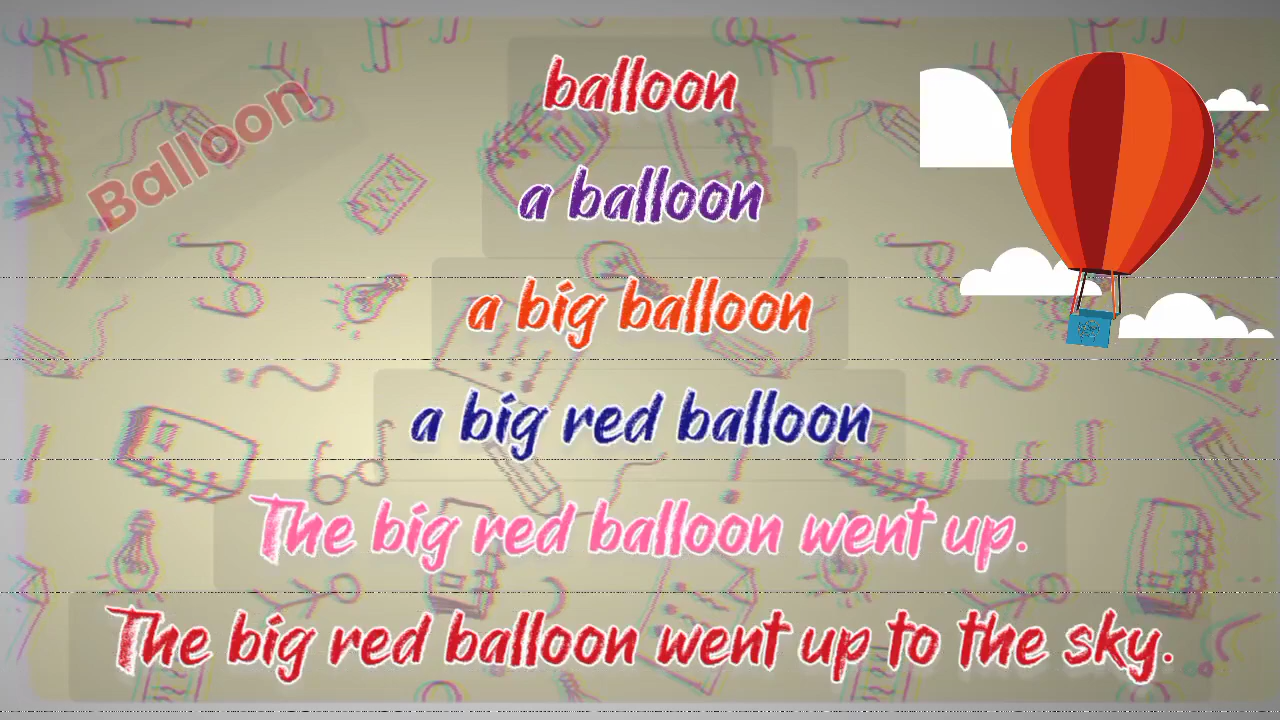 Balloon
balloon
a balloon
a big balloon
a big red balloon
The big red balloon went up.
The big red balloon went up to the sky.